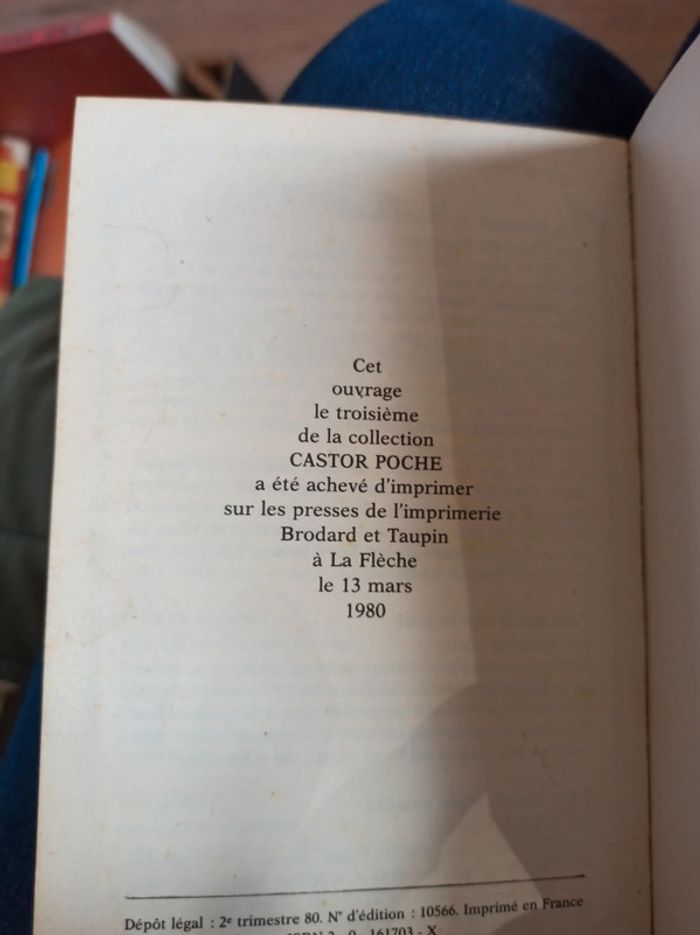 Cet
ouvrage
le troisième
de la collection
CASTOR POCHE
a été achevé d'imprimer
sur les presses de l'imprimerie
Brodard et Taupin
à La Flèche
le 13 mars
1980
Dépôt légal : 2e trimestre 80. N° d'édition : 10566. Imprimé en France
161703 - X